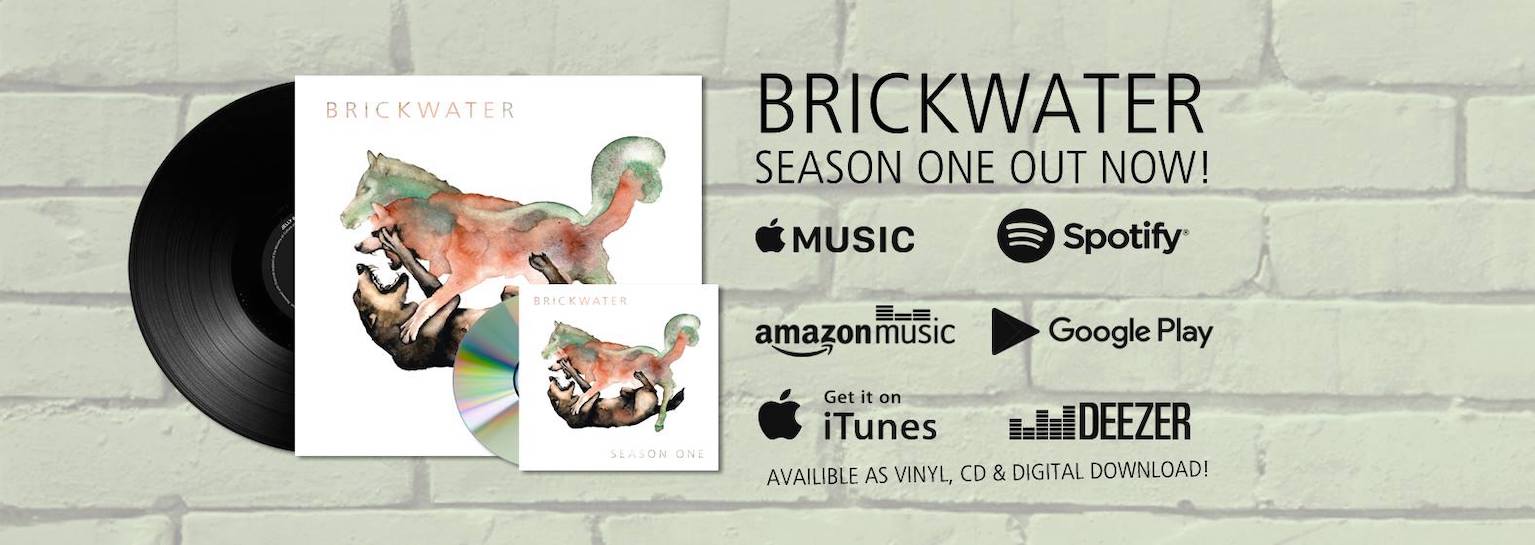 BRICKWATER
BRICKWATER
SEASON ONE
BRICKWATER
SEASON ONE OUT NOW!
MUSIC
Spotify®
amazonmusic
Google Play
Get it on
iTunes
DEEZER
AVAILIBLE AS VINYL, CD & DIGITAL DOWNLOAD!